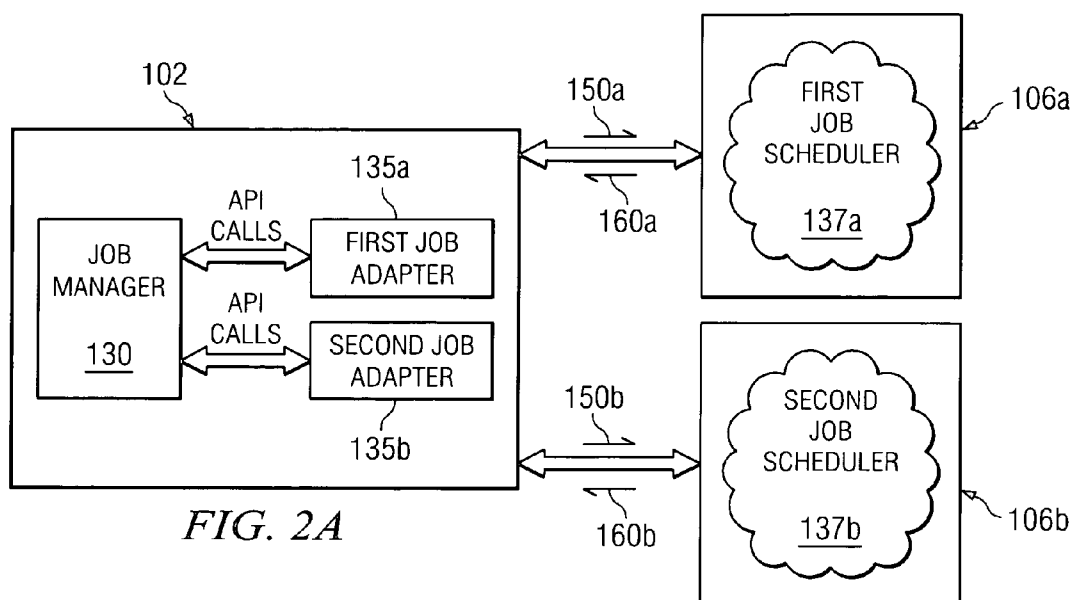 102
JOB
MANAGER
130
API
CALLS
API
CALLS
135a
FIRST JOB
ADAPTER
SECOND JOB
ADAPTER
135b
FIG. 2A
150a
160a
150b
160b
FIRST
JOB
SCHEDULER
137a
106a
SECOND
JOB
SCHEDULER
137b
106b